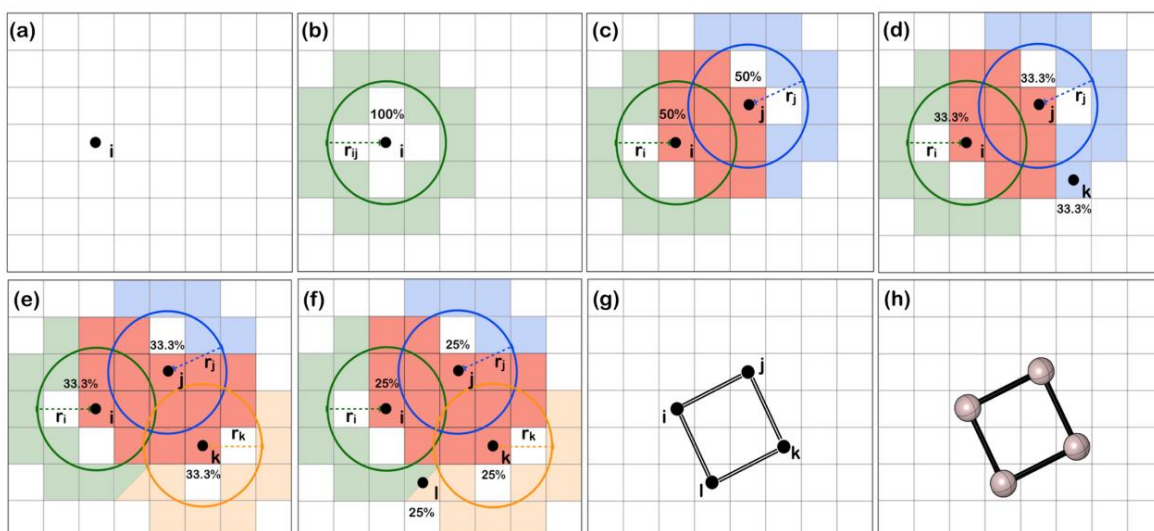 (a)
i
(b)
100%
r_ij i
(c)
50%
r_j
j
50%
r_i i
(d)
33.3%
r_j
j
33.3%
r_i i
k
33.3%
(e)
33.3%
r_j
j
33.3%
r_i i
r_k
k
33.3%
(f)
25%
r_j
j
25%
r_i i
r_k
k
25%
l
25%
(g)
j
i
k
l
(h)